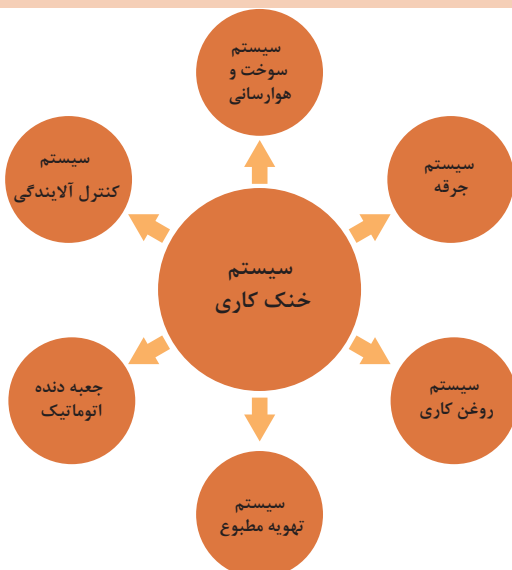 سیستم
سوخت و
هوارسانی
سیستم
جرقه
سیستم
کنترل آلایندگی
سیستم
خنک کاری
سیستم
روغن کاری
جعبه دنده
اتوماتیک
سیستم
تهویه مطبوع